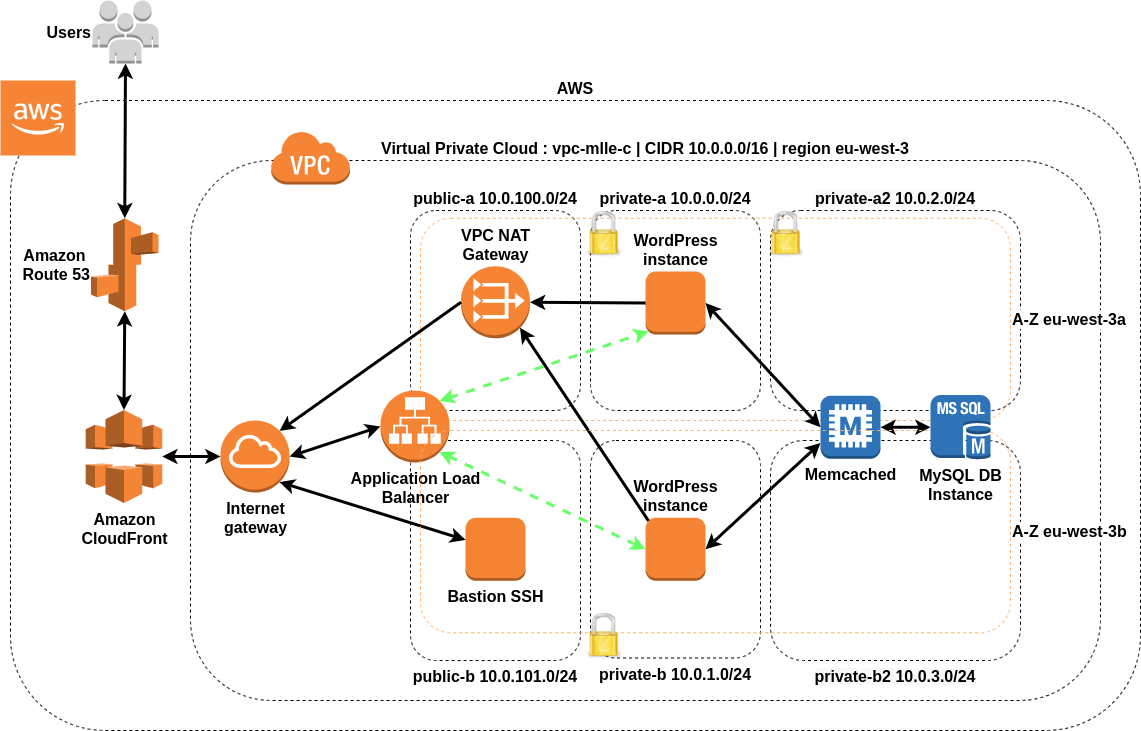 Users
aws
AWS
VPC
Virtual Private Cloud : vpc-mlle-c | CIDR 10.0.0.0/16 | region eu-west-3
public-a 10.0.100.0/24
private-a 10.0.0.0/24
private-a2 10.0.2.0/24
VPC NAT
Gateway
WordPress
instance
Amazon
Route 53
A-Z eu-west-3a
MS SQL
M
M
Application Load
Balancer
Memcached
MySQL DB
Instance
WordPress
instance
Internet
gateway
Amazon
CloudFront
A-Z eu-west-3b
Bastion SSH
public-b 10.0.101.0/24
private-b 10.0.1.0/24
private-b2 10.0.3.0/24